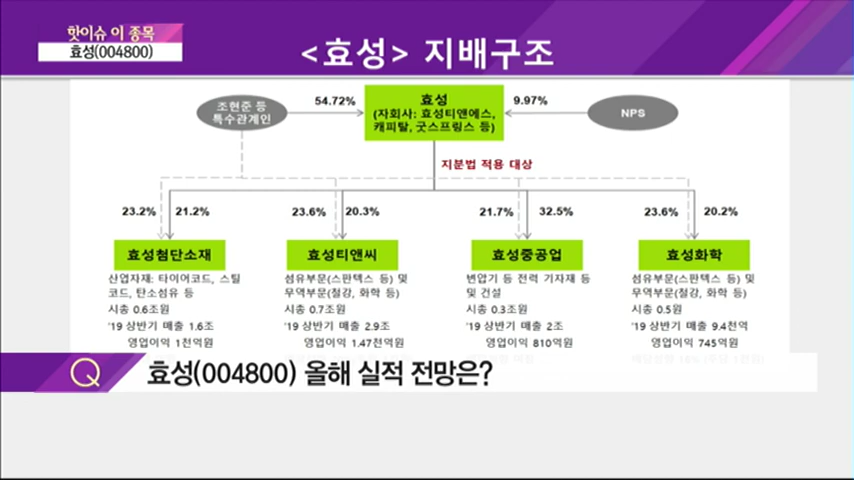 핫이슈 이 종목
효성(004800)
<효성> 지배구조
조현준 등
특수관계인
54.72%
효성
(자회사: 효성티앤에스,
캐피탈, 굿스프링스 등)
9.97%
NPS
지분법 적용 대상
23.2% 21.2% 23.6% 20.3% 21.7% 32.5% 23.6% 20.2%
효성첨단소재
산업자재: 타이어코드, 스틸
코드, 탄소섬유 등
시총 0.6조원
'19 상반기 매출 1.6조
영업이익 1천억원
효성티앤씨
섬유부문(스판텍스 등) 및
무역부문(철강, 화학 등)
시총 0.7조원
'19 상반기 매출 2.9조
영업이익 1.47천억원
효성중공업
변압기 등 전력 기자재 등
및 건설
시총 0.3조원
'19 상반기 매출 2조
영업이익 810억원
효성화학
섬유부문(스판텍스 등) 및
무역부문(철강, 화학 등)
시총 0.5원
'19 상반기 매출 9.4천억
영업이익 745억원
Q 효성(004800) 올해 실적 전망은?